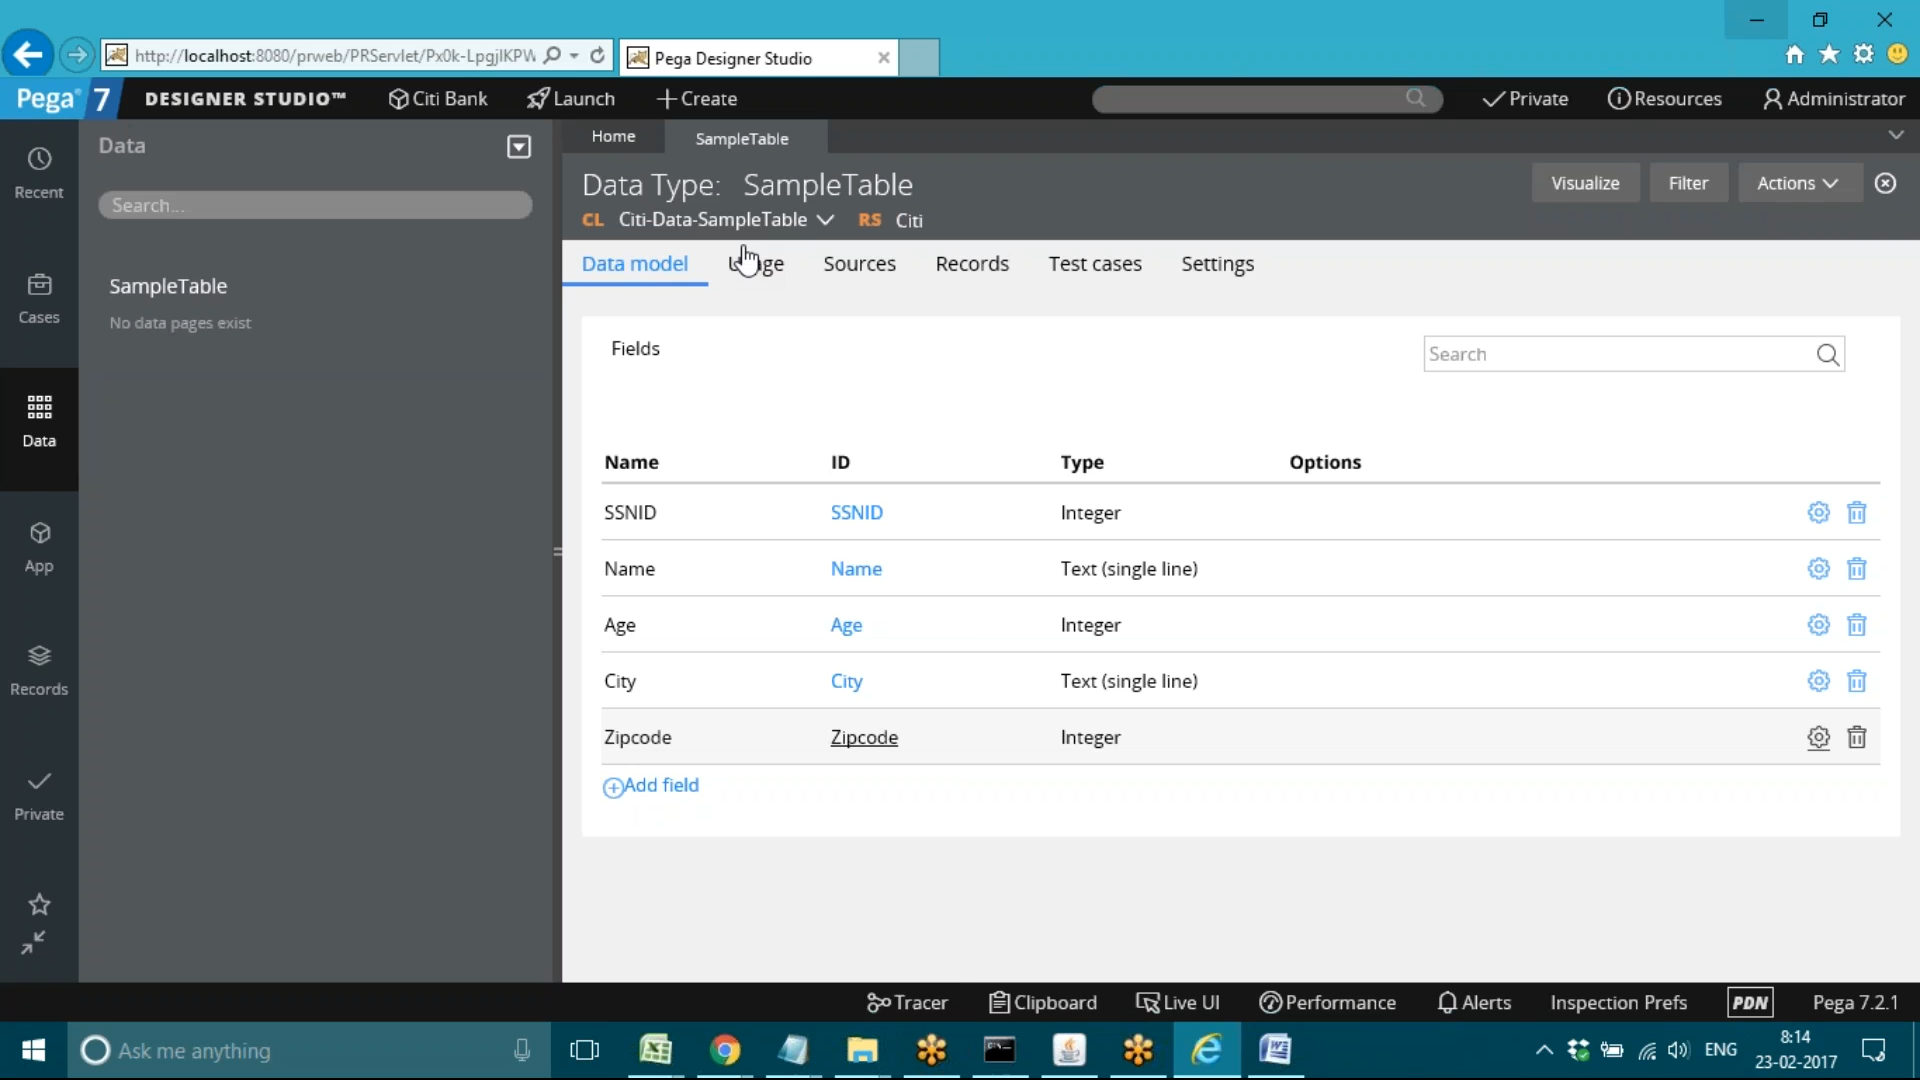 http://localhost:8080/prweb/PRServlet/Px0k-LpgjlKPW
Pega Designer Studio
Pega 7
DESIGNER STUDIO™
Citi Bank
Launch
Create
Private
Resources
Administrator
Recent
Cases
Data
App
Records
Private
Data
Search...
SampleTable
No data pages exist
Home
SampleTable
Data Type: SampleTable
CL Citi-Data-SampleTable
RS Citi
Visualize
Filter
Actions
Data model
Sources
Records
Test cases
Settings
Fields
Search
Name ID Type Options
SSNID SSNID Integer
Name Name Text (single line)
Age Age Integer
City City Text (single line)
Zipcode Zipcode Integer
Add field
Tracer
Clipboard
Live UI
Performance
Alerts
Inspection Prefs
PDN
Pega 7.2.1
Ask me anything
ENG
8:14
23-02-2017